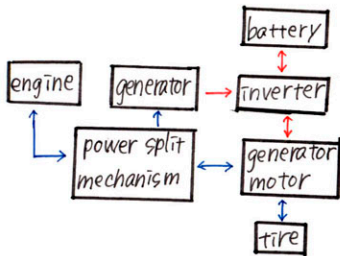 battery
engine
generator
inverter
power split
mechanism
generator
motor
tire